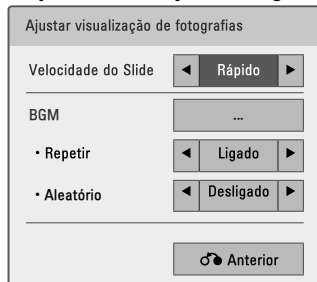 Ajustar visualização de fotografias
Velocidade do Slide ◀ Rápido ▶
BGM ...
• Repetir ◀ Ligado ▶
• Aleatório ◀ Desligado ▶
Anterior